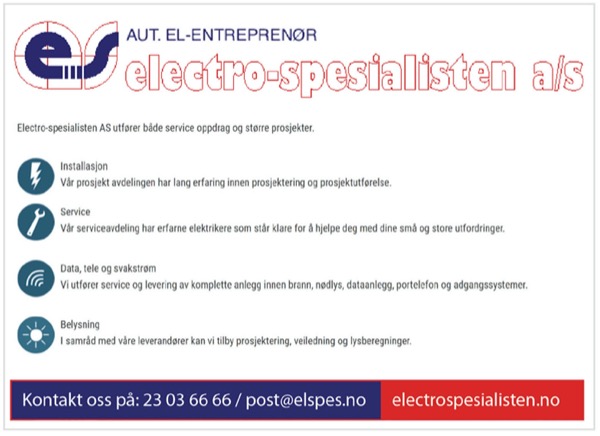 es
AUT. EL-ENTREPRENØR
electro-spesialisten a/s
Electro-spesialisten AS utfører både service oppdrag og større prosjekter.
Installasjon
Vår prosjekt avdelingen har lang erfaring innen prosjektering og prosjektutførelse.
Service
Vår serviceavdeling har erfarne elektrikere som står klare for å hjelpe deg med dine små og store utfordringer.
Data, tele og svakstrøm
Vi utfører service og levering av komplette anlegg innen brann, nødlys, dataanlegg, portelefon og adgangssystemer.
Belysning
I samråd med våre leverandører kan vi tilby prosjektering, veiledning og lysberegninger.
Kontakt oss på: 23 03 66 66 / post@elspes.no
electrospesialisten.no